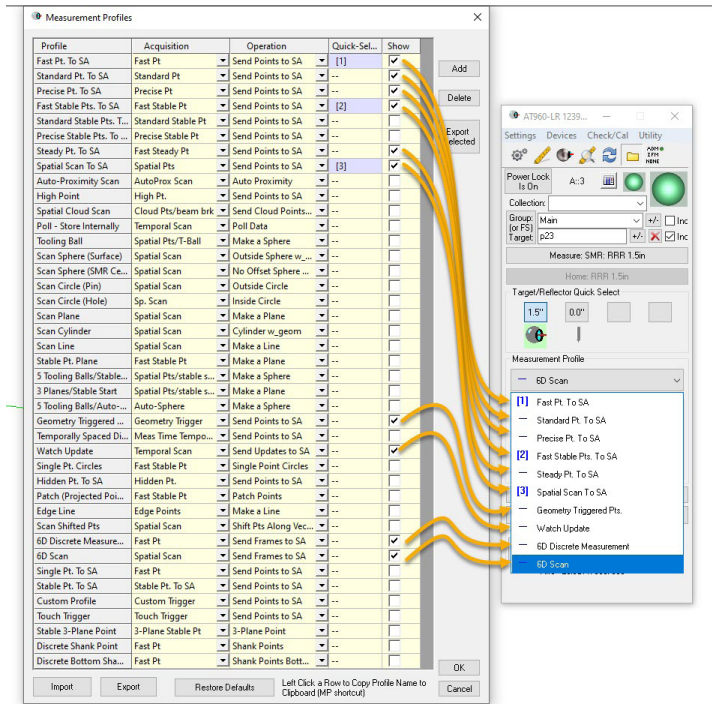 Measurement Profiles
Profile Acquisition Operation Quick-Sel... Show
Fast Pt. To SA Fast Pt Send Points to SA [1]
Standard Pt. To SA Standard Pt Send Points to SA --
Precise Pt. To SA Precise Pt Send Points to SA --
Fast Stable Pts. To SA Fast Stable Pt Send Points to SA [2]
Standard Stable Pts. T... Standard Stable Pt Send Points to SA --
Precise Stable Pts. To ... Precise Stable Pt Send Points to SA --
Steady Pt. To SA Fast Steady Pt Send Points to SA --
Spatial Scan To SA Spatial Pts Send Points to SA [3]
Auto-Proximity Scan AutoProx Scan Auto Proximity --
High Point High Pt. Send Points to SA --
Spatial Cloud Scan Cloud Pts/beam brk Send Cloud Points... --
Poll - Store Internally Temporal Scan Poll Data --
Tooling Ball Spatial Pts/T-Ball Make a Sphere --
Scan Sphere (Surface) Spatial Scan Outside Sphere w_... --
Scan Sphere (SMR Ce... Spatial Scan No Offset Sphere ... --
Scan Circle (Pin) Spatial Scan Outside Circle --
Scan Circle (Hole) Sp. Scan Inside Circle --
Scan Plane Spatial Scan Make a Plane --
Scan Cylinder Spatial Scan Cylinder w_geom --
Scan Line Spatial Scan Make a Line --
Stable Pt. Plane Fast Stable Pt Make a Plane --
5 Tooling Balls/Stable... Spatial Pts/stable s... Make a Sphere --
3 Planes/Stable Start Spatial Pts/stable s... Make a Plane --
5 Tooling Balls/Auto-... Auto-Sphere Make a Sphere --
Geometry Triggered ... Geometry Trigger Send Points to SA --
Temporally Spaced Di... Meas Time Tempo... Send Points to SA --
Watch Update Temporal Scan Send Updates to SA --
Single Pt. Circles Fast Stable Pt Single Point Circles --
Hidden Pt. To SA Hidden Pt. Send Points to SA --
Patch (Projected Poi... Fast Stable Pt Patch Points --
Edge Line Edge Points Make a Line --
Scan Shifted Pts Spatial Scan Shift Pts Along Vec... --
6D Discrete Measure... Fast Pt Send Frames to SA --
6D Scan Spatial Scan Send Frames to SA --
Single Pt. To SA Fast Pt Send Points to SA --
Stable Pt. To SA Stable Pt. To SA Send Points to SA --
Custom Profile Custom Trigger Send Points to SA --
Touch Trigger Touch Trigger Send Points to SA --
Stable 3-Plane Point 3-Plane Stable Pt 3-Plane Point --
Discrete Shank Point Fast Pt Shank Points --
Discrete Bottom Sha... Fast Pt Shank Points Bott... --
Add
Delete
Export
Selected
OK
Cancel
Import Export Restore Defaults
Left Click a Row to Copy Profile Name to
Clipboard (MP shortcut)
AT960-LR 1239...
Settings Devices Check/Cal Utility
ADM
IFM
NONE
Power Lock
Is On
A::3
Collection:
Group: Main +/- Inc
(or FS)
Target: p23 +/- Inc
Measure: SMR: RRR 1.5in
Home: RRR 1.5in
Target/Reflector Quick Select
1.5" 0.0"
Measurement Profile
6D Scan
[1] Fast Pt. To SA
Standard Pt. To SA
Precise Pt. To SA
[2] Fast Stable Pts. To SA
Steady Pt. To SA
[3] Spatial Scan To SA
Geometry Triggered Pts.
Watch Update
6D Discrete Measurement
6D Scan